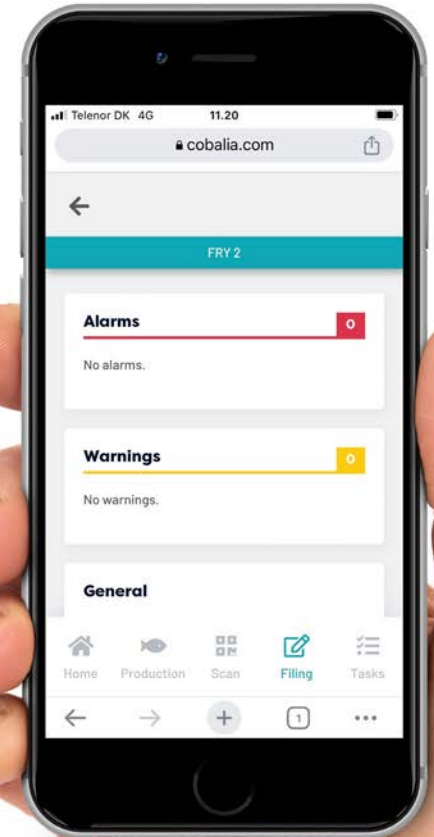 Telenor DK 4G 11.20
cobalia.com
FRY 2
Alarms 0
No alarms.
Warnings 0
No warnings.
General
Home Production Scan Filing Tasks
1